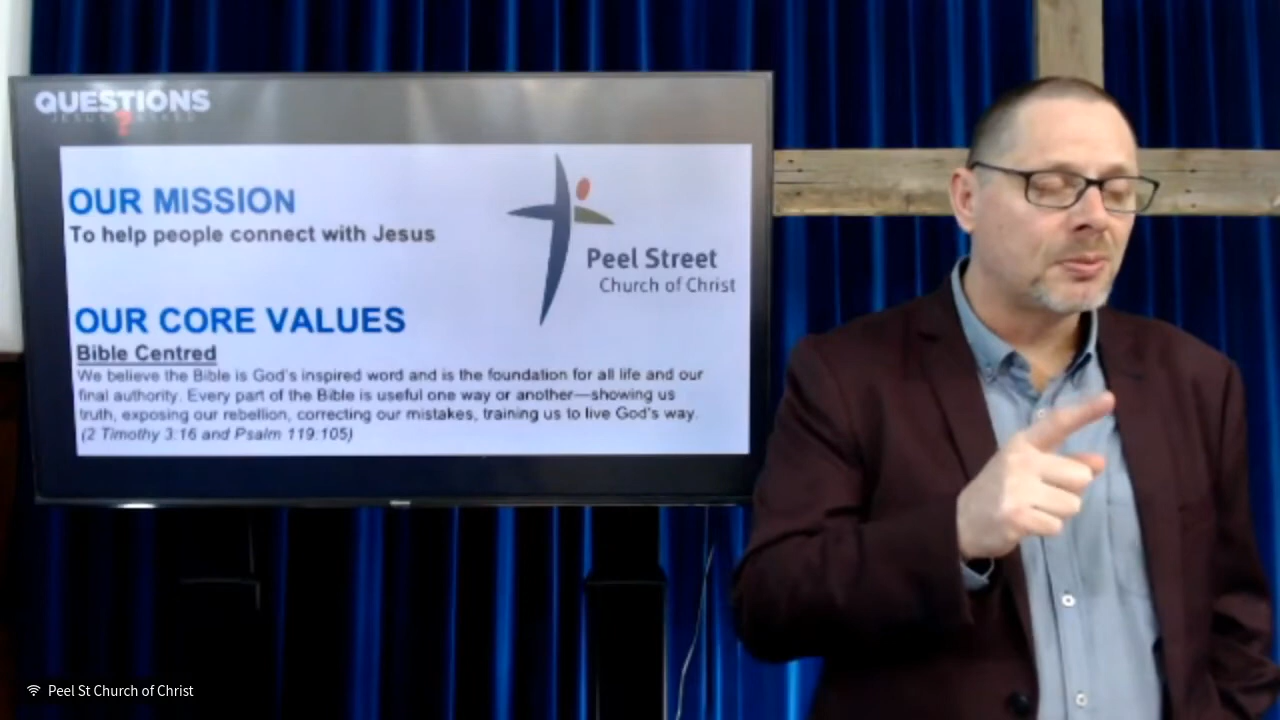 QUESTIONS
JESUS ASKED
OUR MISSION
To help people connect with Jesus
Peel Street
Church of Christ
OUR CORE VALUES
Bible Centred
We believe the Bible is God's inspired word and is the foundation for all life and our
final authority. Every part of the Bible is useful one way or another—showing us
truth, exposing our rebellion, correcting our mistakes, training us to live God's way.
(2 Timothy 3:16 and Psalm 119:105)
Peel St Church of Christ